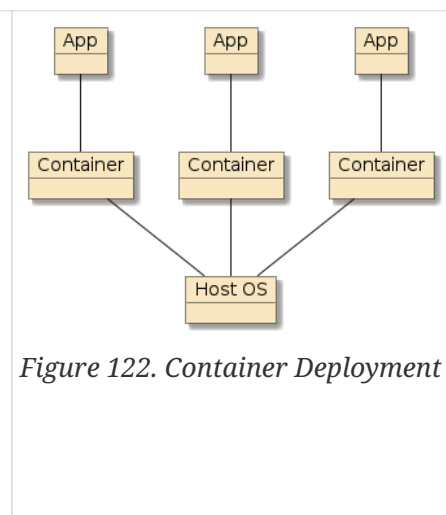 App App App
Container Container Container
Host OS
Figure 122. Container Deployment